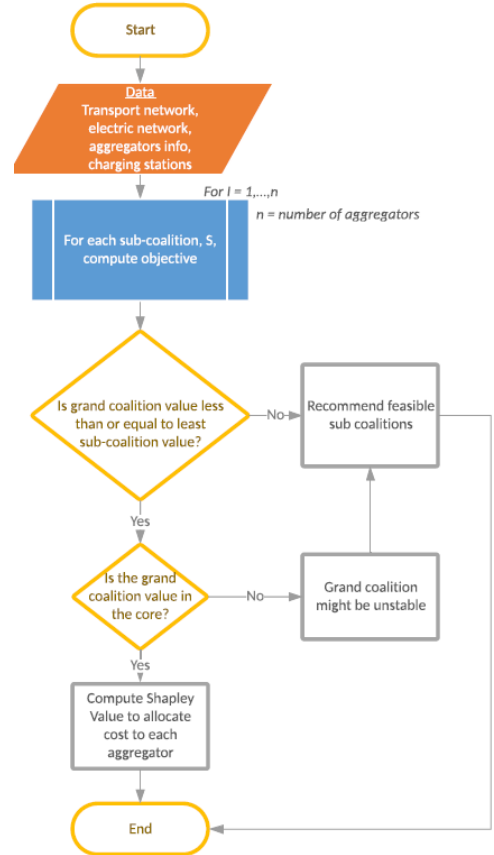 Start
Data
Transport network,
electric network,
aggregators info,
charging stations
For I = 1,...,n
n = number of aggregators
For each sub-coalition, S,
compute objective
Is grand coalition value less
than or equal to least
sub-coalition value?
No
Recommend feasible
sub coalitions
Yes
Is the grand
coalition value in
the core?
No
Grand coalition
might be unstable
Yes
Compute Shapley
Value to allocate
cost to each
aggregator
End